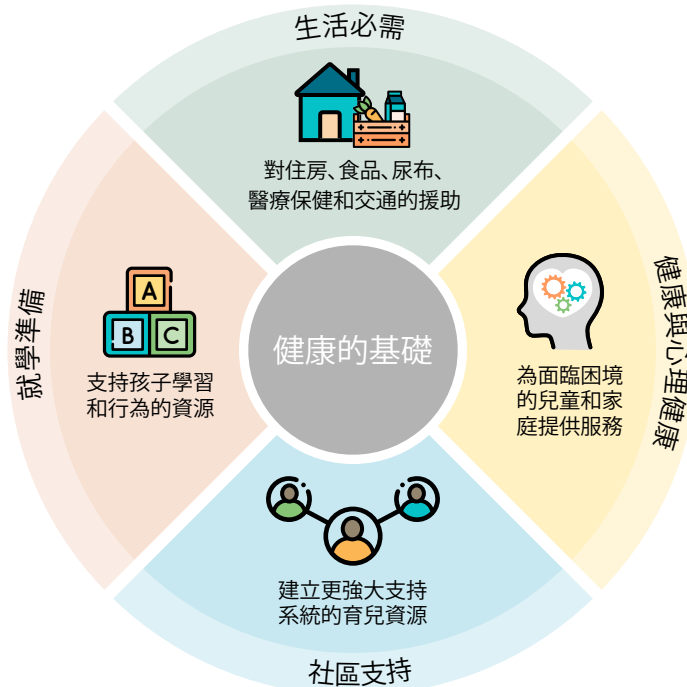 生活必需
對住房、食品、尿布、
醫療保健和交通的援助
健康與心理健康
為面臨困境
的兒童和家
庭提供服務
健康的基礎
就學準備
A
B C
支持孩子學習
和行為的資源
建立更強大支持
系統的育兒資源
社區支持